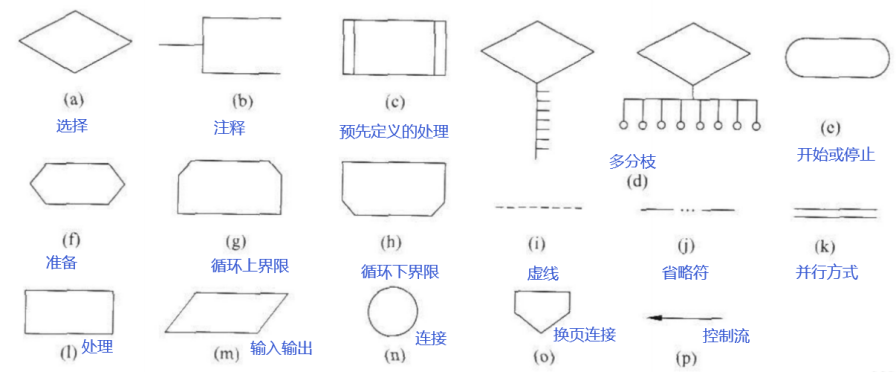 (a)
(b)
(c)
(e)
选择
注释
预先定义的处理
多分枝
开始或停止
(d)
(f)
(g)
(h)
(i)
(j)
(k)
准备
循环上界限
循环下界限
虚线
省略符
并行方式
(l) 处理
(m) 输入输出
(n) 连接
(o) 换页连接
(p) 控制流